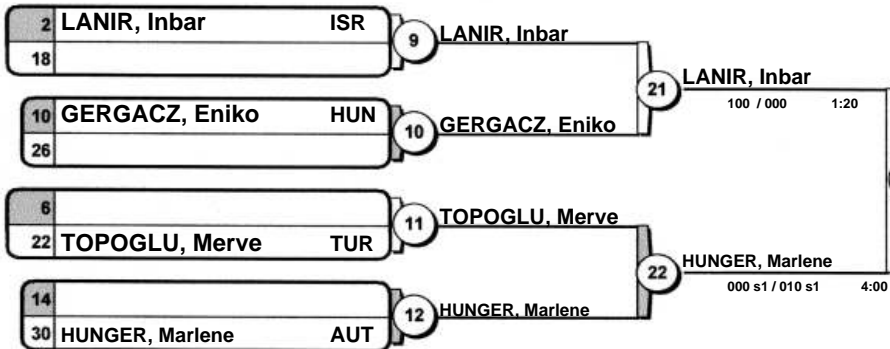 2 LANIR, Inbar ISR
18
9
LANIR, Inbar
10 GERGACZ, Eniko HUN
26
10
GERGACZ, Eniko
21
LANIR, Inbar
100 / 000 1:20
6
22 TOPOGLU, Merve TUR
11
TOPOGLU, Merve
14
30 HUNGER, Marlene AUT
12
HUNGER, Marlene
22
HUNGER, Marlene
000 s1 / 010 s1 4:00